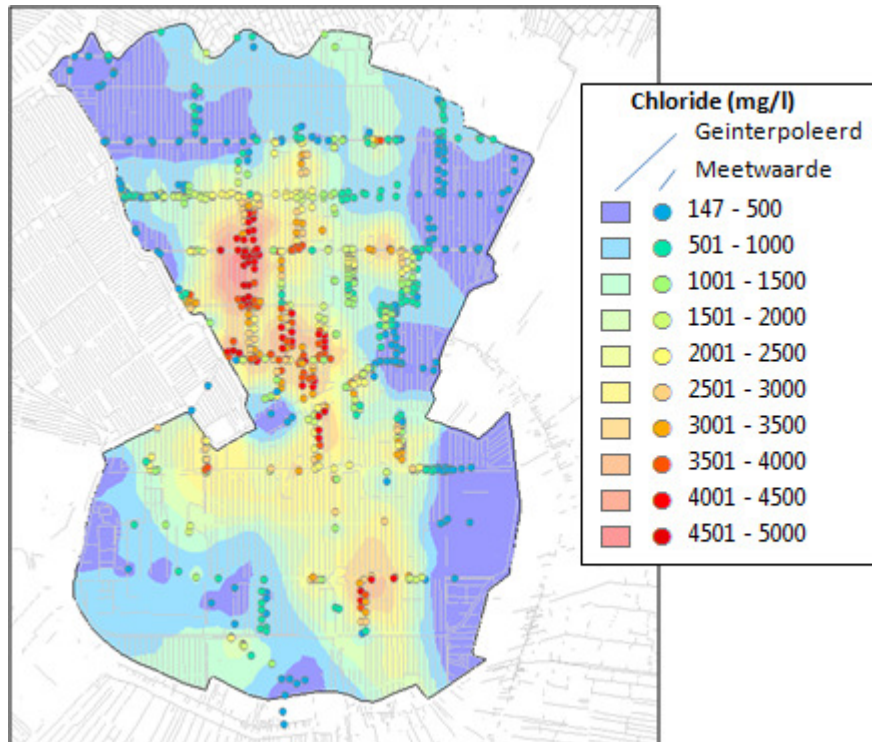 Chloride (mg/l)
Geinterpoleerd
Meetwaarde
147 - 500
501 - 1000
1001 - 1500
1501 - 2000
2001 - 2500
2501 - 3000
3001 - 3500
3501 - 4000
4001 - 4500
4501 - 5000